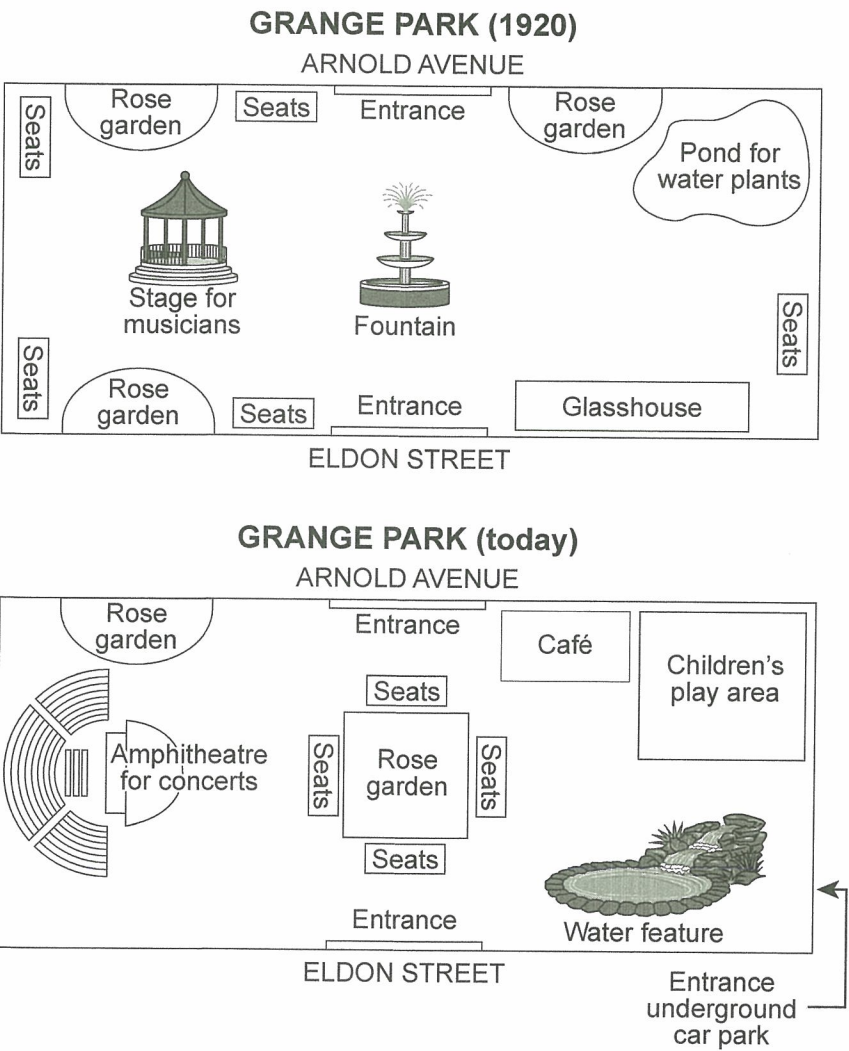 GRANGE PARK (1920)
ARNOLD AVENUE
Seats
Rose
garden
Seats
Entrance
Rose
garden
Pond for
water plants
Stage for
musicians
Fountain
Seats
Seats
Rose
garden
Seats
Entrance
Glasshouse
ELDON STREET
GRANGE PARK (today)
ARNOLD AVENUE
Rose
garden
Entrance
Café
Children's
play area
Seats
Amphitheatre
for concerts
Seats
Rose
garden
Seats
Seats
Entrance
Water feature
ELDON STREET
Entrance
underground
car park